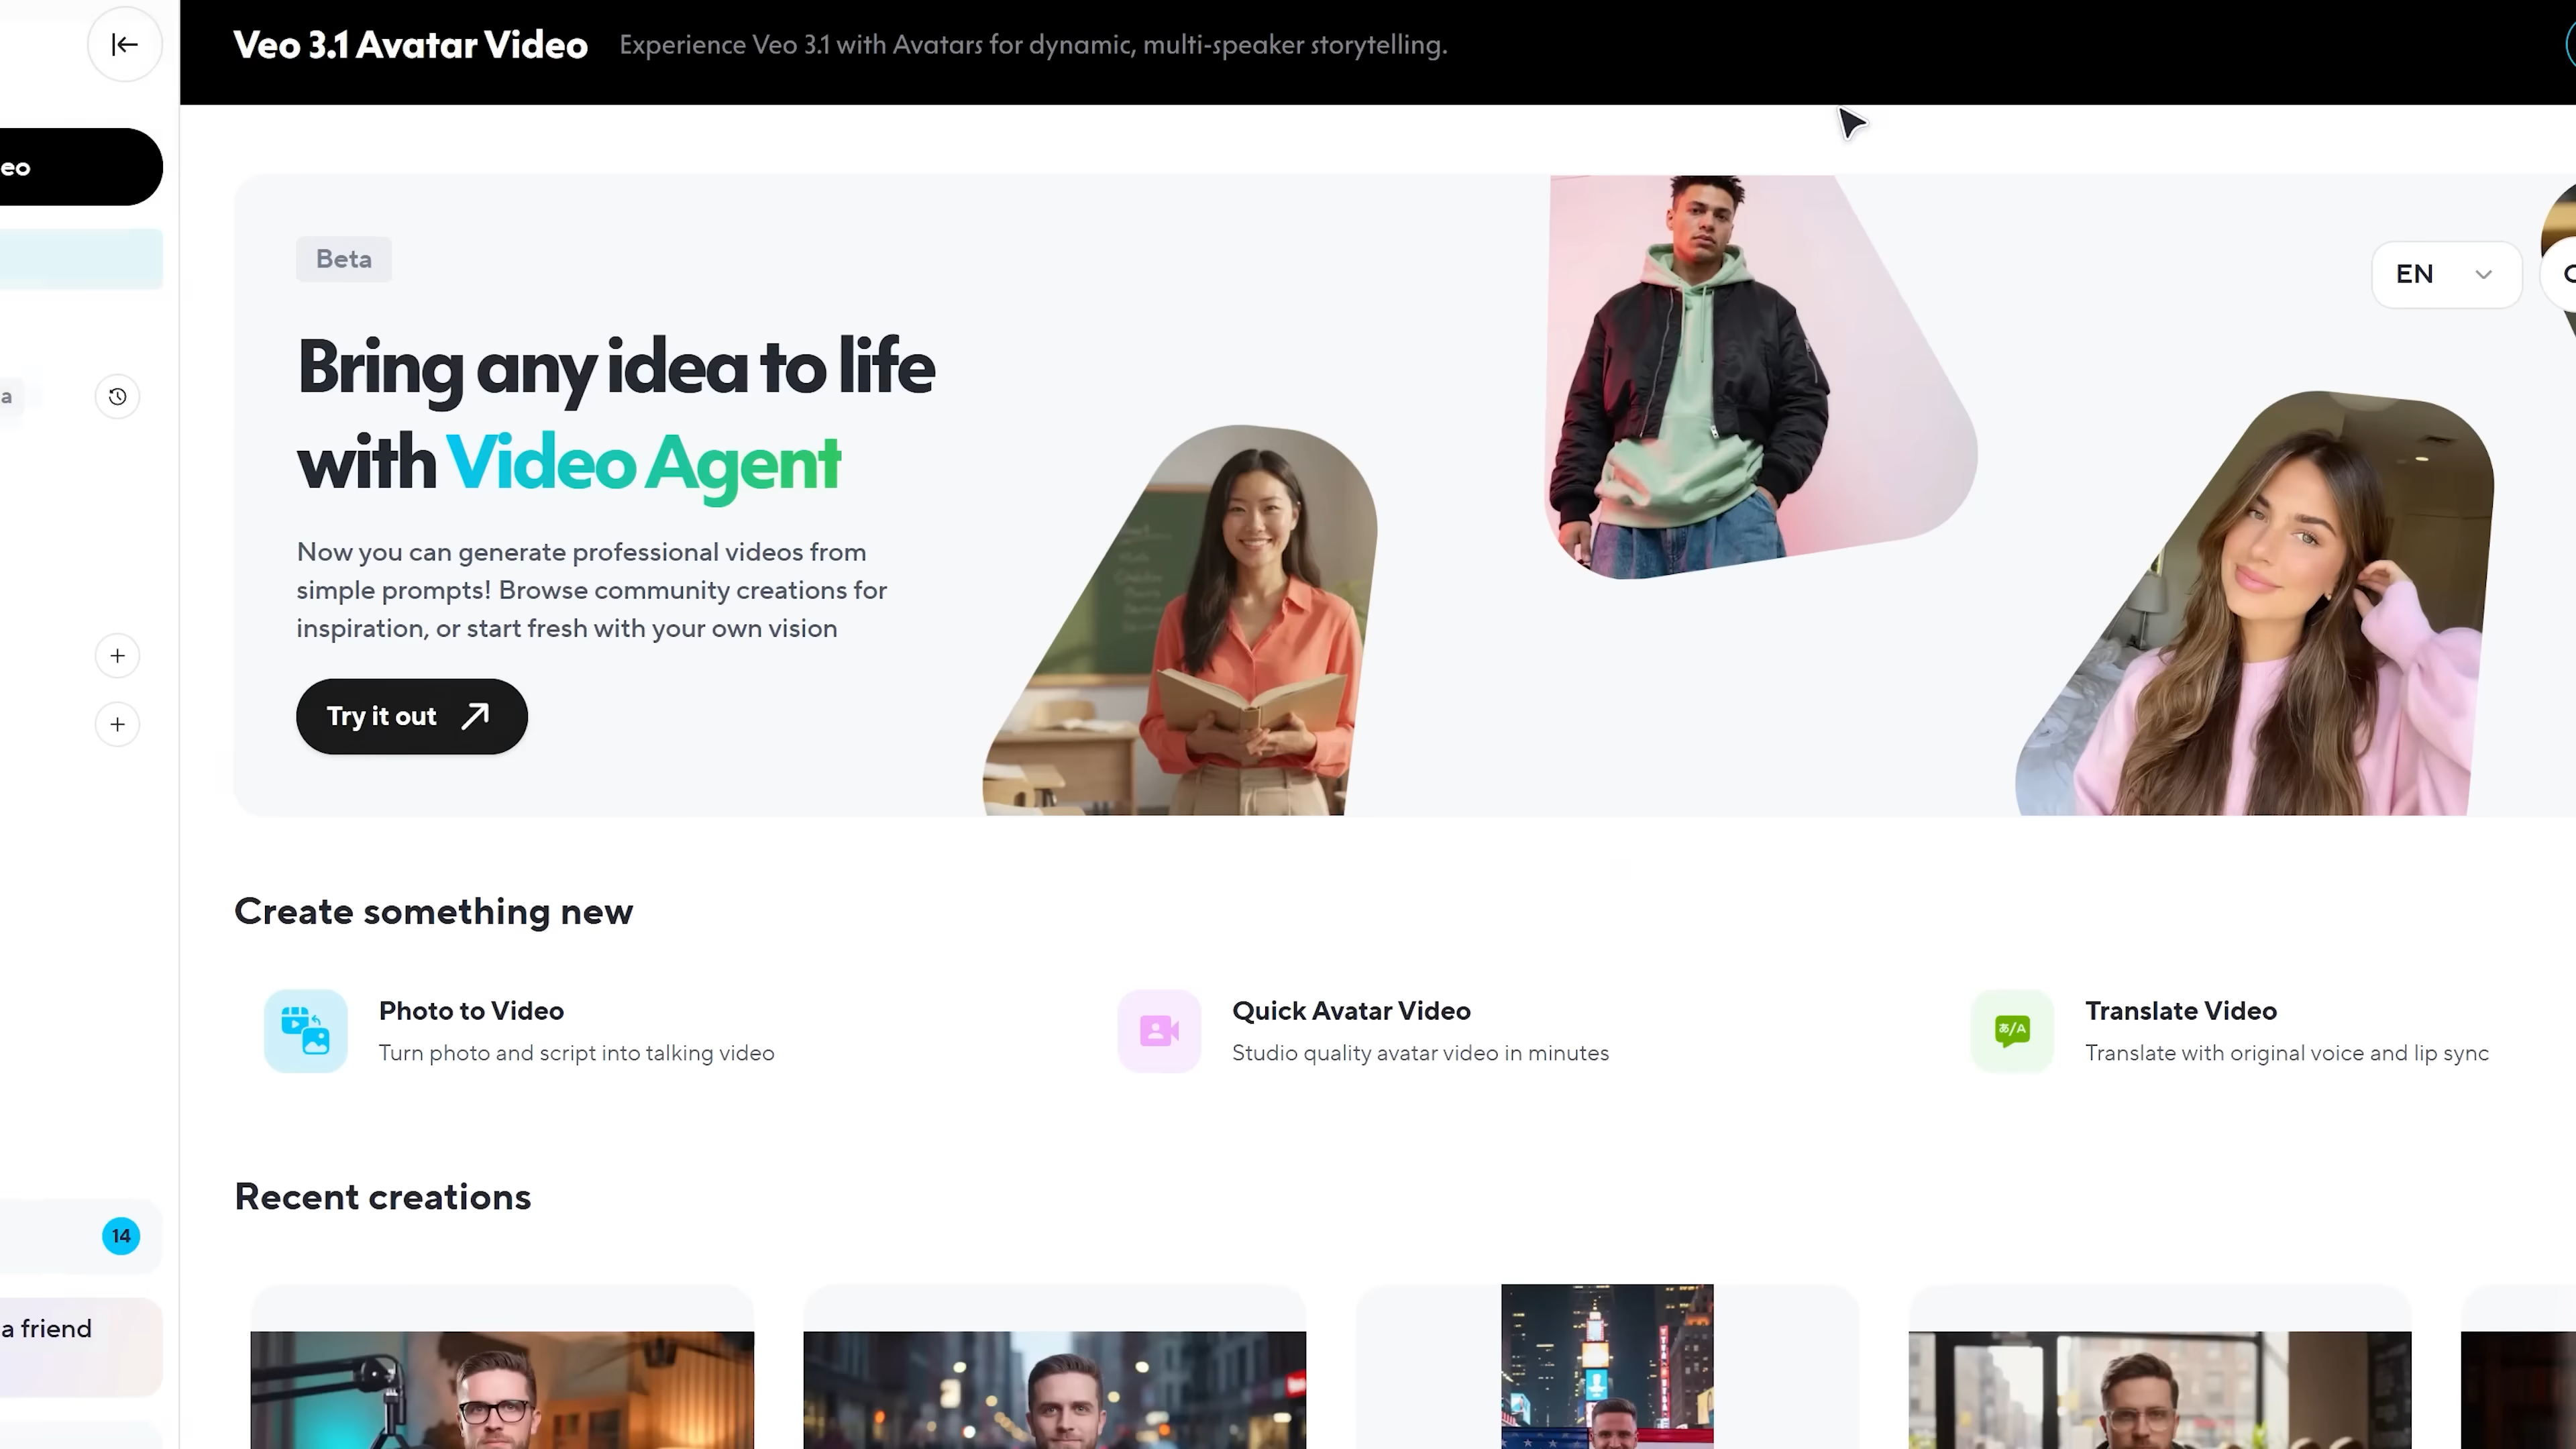 Veo 3.1 Avatar Video Experience Veo 3.1 with Avatars for dynamic, multi-speaker storytelling.
eo
Beta
EN
Bring any idea to life
with Video Agent
a
Now you can generate professional videos from
simple prompts! Browse community creations for
inspiration, or start fresh with your own vision
Try it out
Create something new
Photo to Video
Turn photo and script into talking video
Quick Avatar Video
Studio quality avatar video in minutes
あ/A
Translate Video
Translate with original voice and lip sync
Recent creations
14
a friend